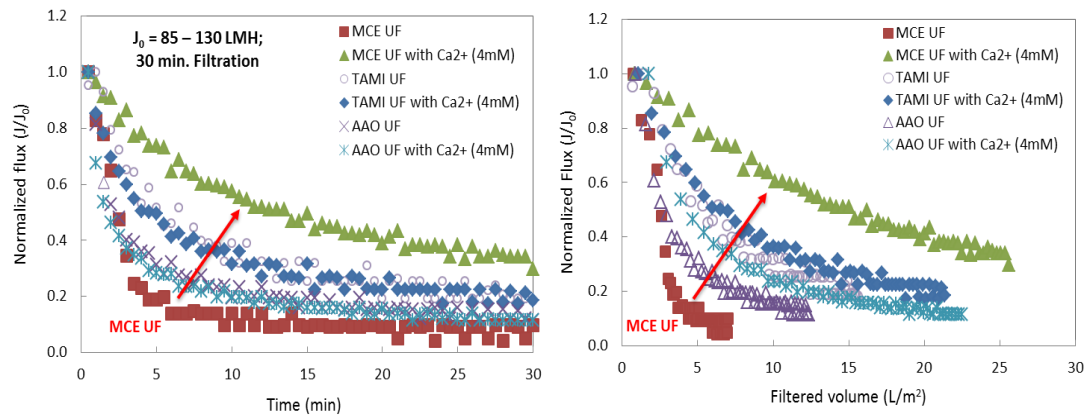 1.2
1.0
0.8
0.6
0.4
0.2
0.0
Normalized flux (J/J0)
J0 = 85 – 130 LMH;
30 min. Filtration
MCE UF
MCE UF with Ca2+ (4mM)
TAMI UF
TAMI UF with Ca2+ (4mM)
AAO UF
AAO UF with Ca2+ (4mM)
MCE UF
0 5 10 15 20 25 30
Time (min)
1.2
1.0
0.8
0.6
0.4
0.2
0.0
Normalized Flux (J/J0)
MCE UF
MCE UF with Ca2+ (4mM)
TAMI UF
TAMI UF with Ca2+ (4mM)
AAO UF
AAO UF with Ca2+ (4mM)
MCE UF
0 5 10 15 20 25 30
Filtered volume (L/m²)